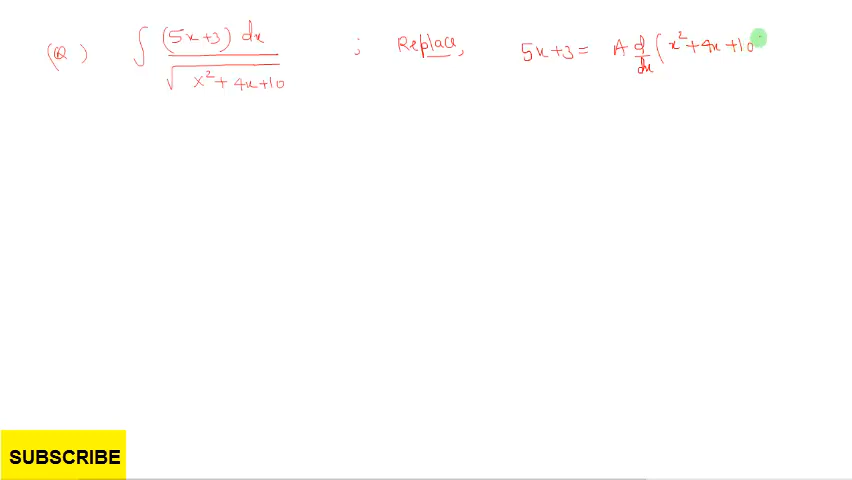 (Q) ∫ (5x+3) dx / √(x²+4x+10) ; Replace, 5x+3 = A d/dx (x²+4x+10
SUBSCRIBE